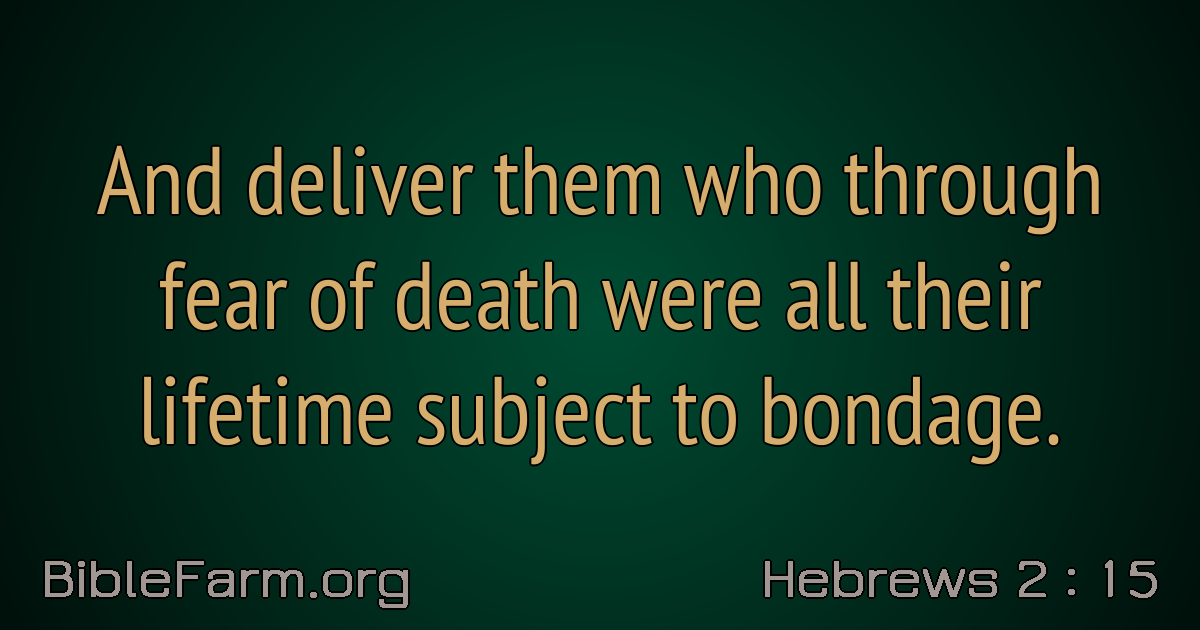 And deliver them who through
fear of death were all their
lifetime subject to bondage.
BibleFarm.org
Hebrews 2 : 15